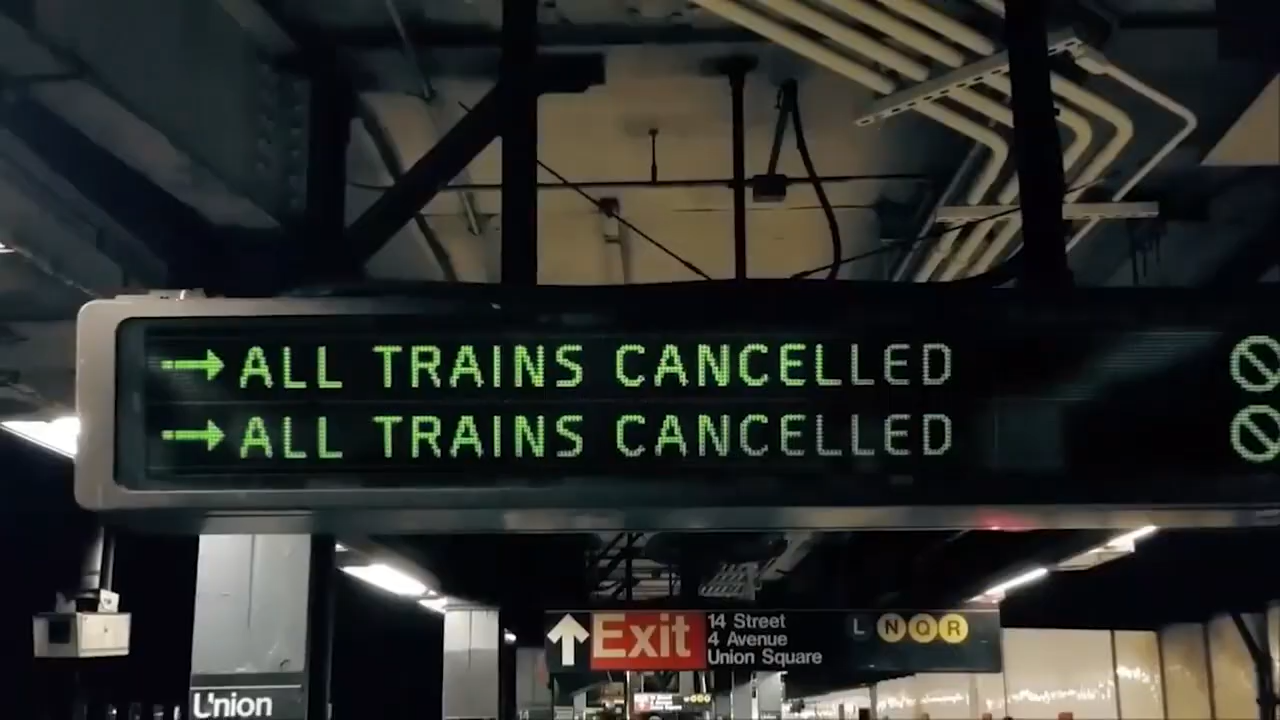 →ALL TRAINS CANCELLED
→ALL TRAINS CANCELLED
↑ Exit
14 Street
4 Avenue
Union Square
L N Q R
Union